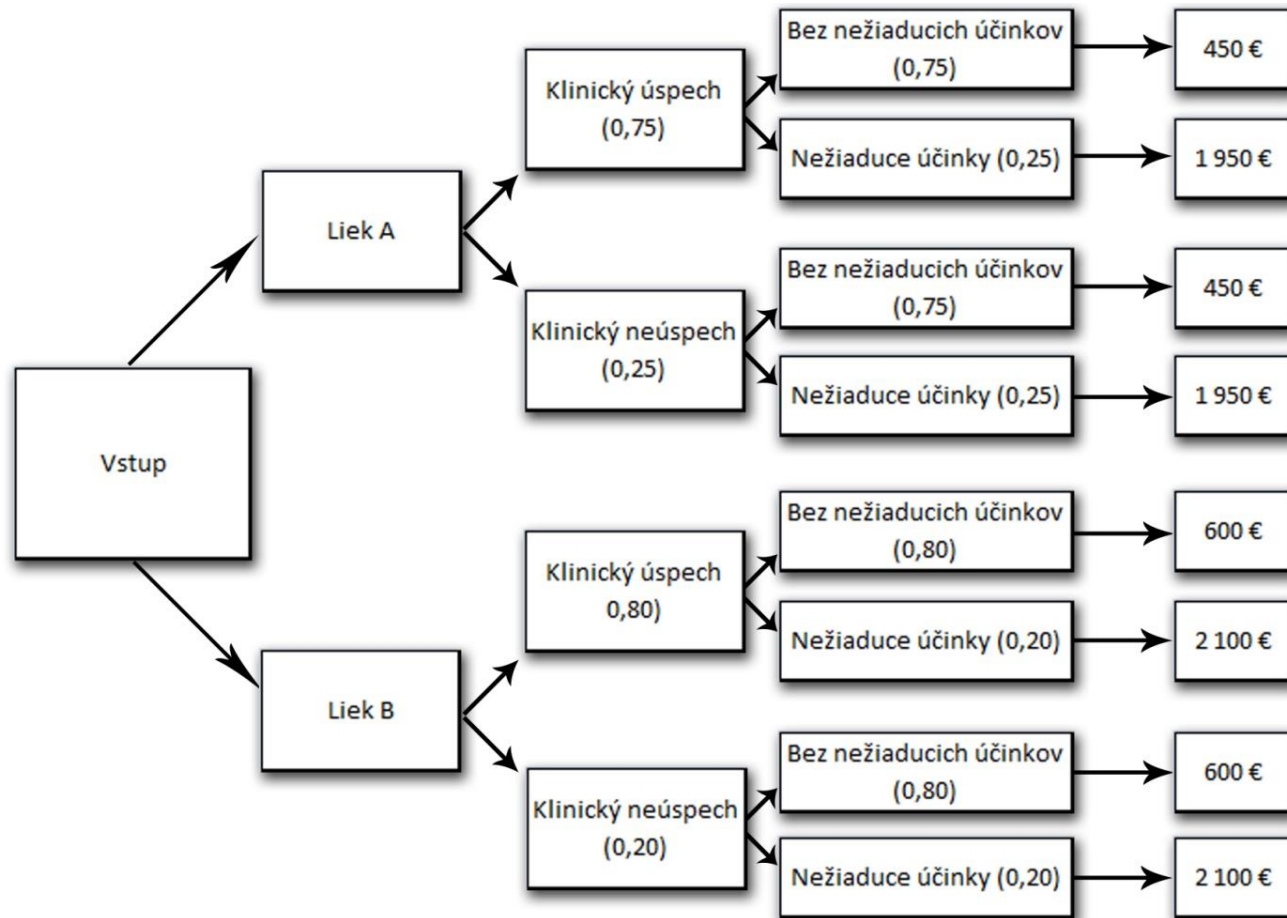 Bez nežiaducich účinkov
(0,75)
450 €
Klinický úspech
(0,75)
Nežiaduce účinky (0,25)
1 950 €
Liek A
Bez nežiaducich účinkov
(0,75)
450 €
Klinický neúspech
(0,25)
Nežiaduce účinky (0,25)
1 950 €
Vstup
Bez nežiaducich účinkov
(0,80)
600 €
Klinický úspech
0,80)
Nežiaduce účinky (0,20)
2 100 €
Liek B
Bez nežiaducich účinkov
(0,80)
600 €
Klinický neúspech
(0,20)
Nežiaduce účinky (0,20)
2 100 €